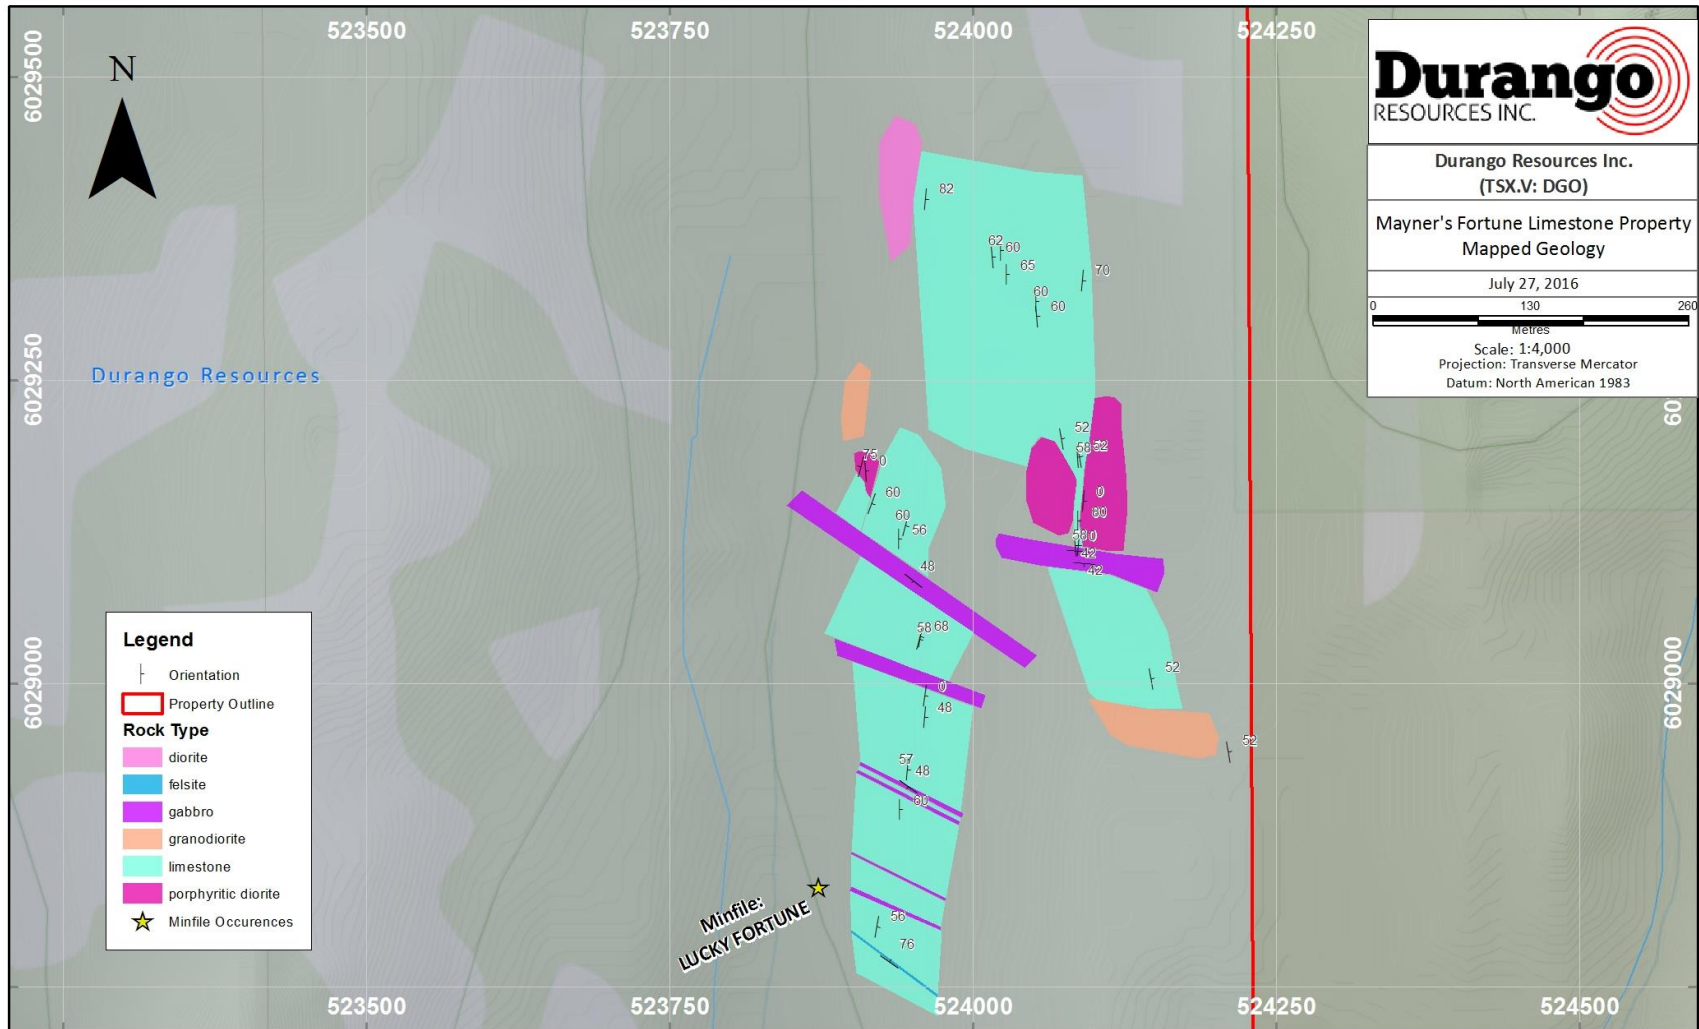 523500
523750
524000
524250
6029500
N
Durango
RESOURCES INC.
Durango Resources Inc.
(TSX.V: DGO)
Mayner's Fortune Limestone Property
Mapped Geology
July 27, 2016
0
130
260
Metres
Scale: 1:4,000
Projection: Transverse Mercator
Datum: North American 1983
82
62
60
65
70
60
60
6029250
60
Durango Resources
52
58
52
75
0
60
0
60
56
80
58
0
42
48
42
58
68
52
6029000
6029000
0
48
52
57
48
60
Minfile:
LUCKY FORTUNE
56
76
Legend
Orientation
Property Outline
Rock Type
diorite
felsite
gabbro
granodiorite
limestone
porphyritic diorite
Minfile Occurences
523500
523750
524000
524250
524500